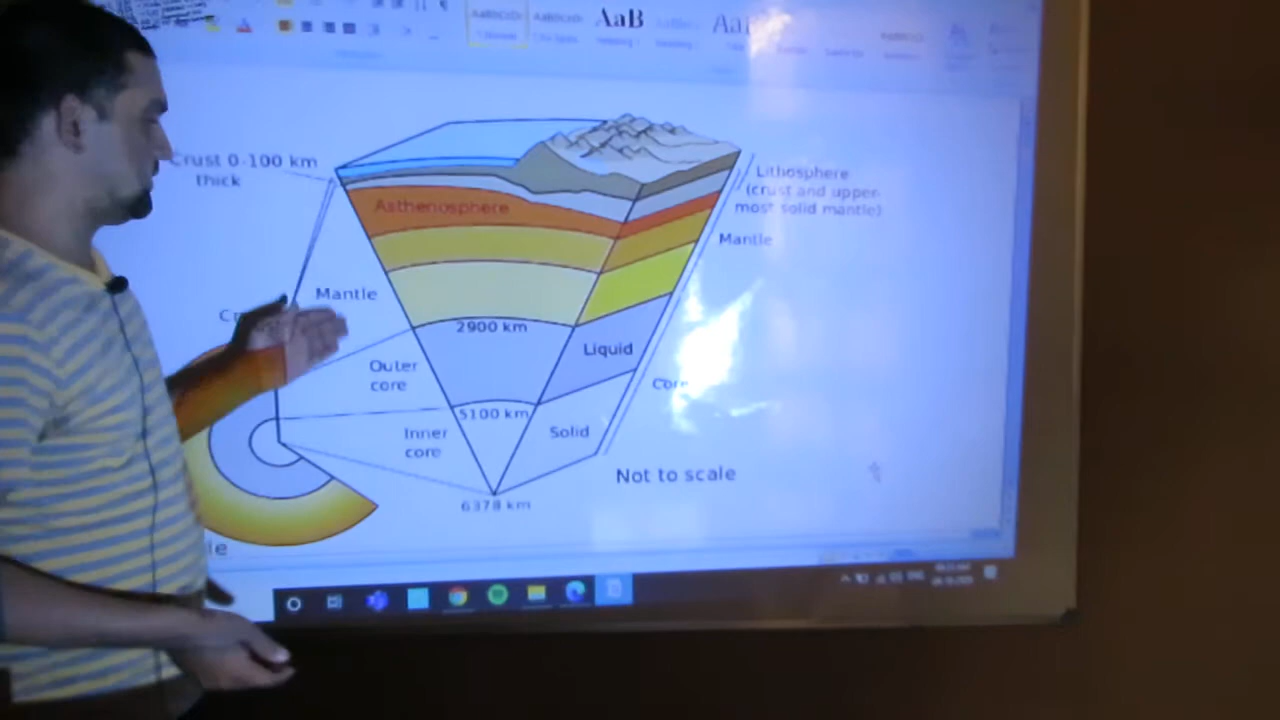 AaB
Crust 0-100 km
thick
Asthenosphere
Lithosphere
(crust and upper-
most solid mantle)
Mantle
Mantle
2900 km
Liquid
Outer
core
Core
5100 km
Inner
core
Solid
Not to scale
6378 km